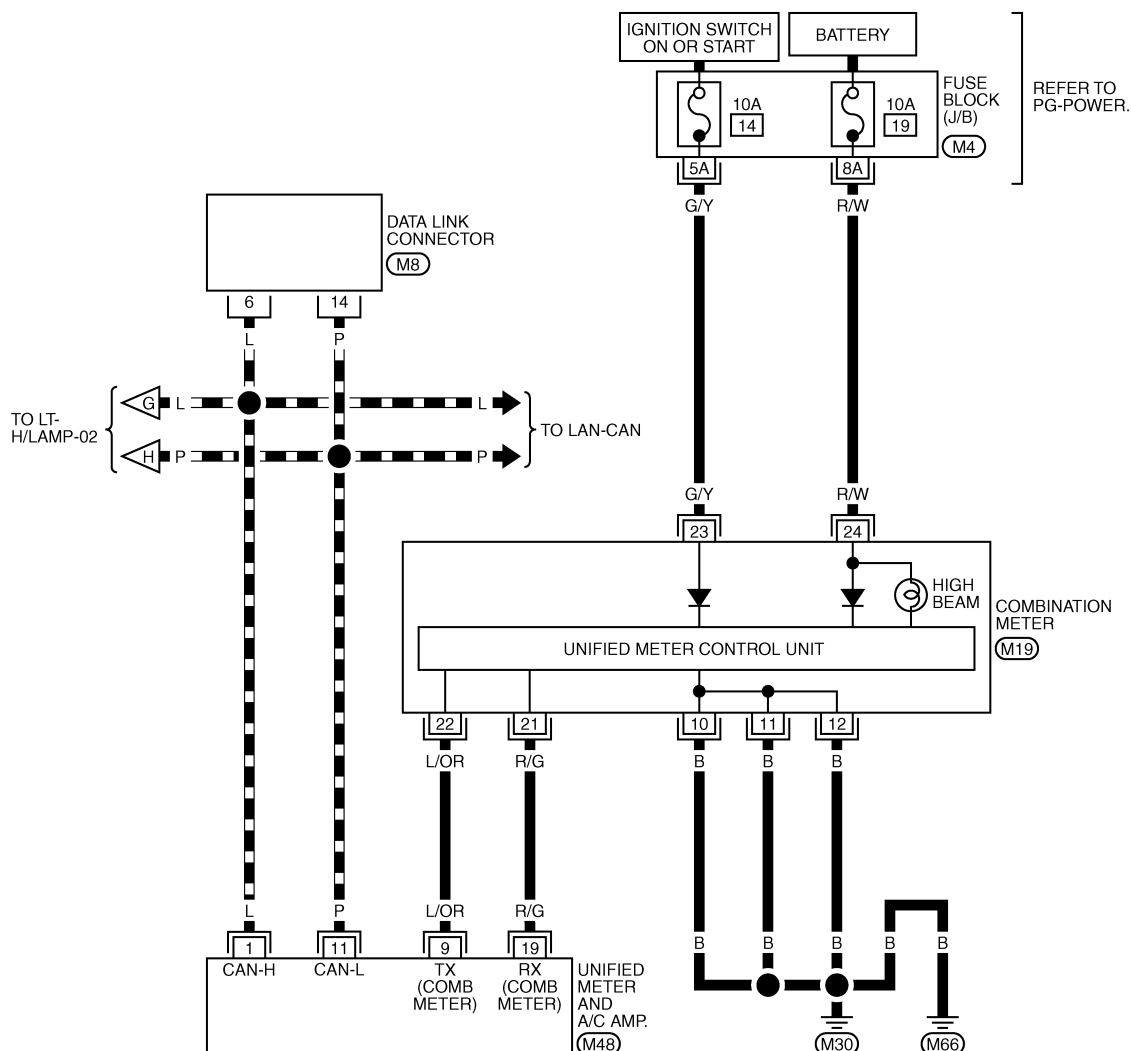 IGNITION SWITCH
ON OR START
BATTERY
10A
14
10A
19
FUSE
BLOCK
(J/B)
M4
REFER TO
PG-POWER.
5A
8A
G/Y
R/W
DATA LINK
CONNECTOR
M8
6
14
L
P
TO LT-
H/LAMP-02
G
L
L
H
P
P
TO LAN-CAN
G/Y
R/W
23
24
HIGH
BEAM
COMBINATION
METER
M19
UNIFIED METER CONTROL UNIT
22
21
10
11
12
L/OR
R/G
B
B
B
L
P
L/OR
R/G
B
B
B
B
B
1
11
9
19
CAN-H
CAN-L
TX
(COMB
METER)
RX
(COMB
METER)
UNIFIED
METER
AND
A/C AMP.
M48
M30
M66